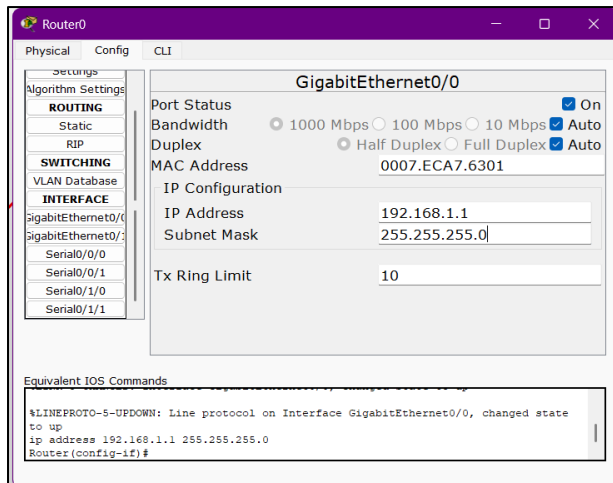 Router0
Physical Config CLI
Settings
Algorithm Settings
ROUTING
Static
RIP
SWITCHING
VLAN Database
INTERFACE
GigabitEthernet0/0
GigabitEthernet0/1
Serial0/0/0
Serial0/0/1
Serial0/1/0
Serial0/1/1
GigabitEthernet0/0
Port Status On
Bandwidth 1000 Mbps 100 Mbps 10 Mbps Auto
Duplex Half Duplex Full Duplex Auto
MAC Address 0007.ECA7.6301
IP Configuration
IP Address 192.168.1.1
Subnet Mask 255.255.255.0
Tx Ring Limit 10
Equivalent IOS Commands
%LINEPROTO-5-UPDOWN: Line protocol on Interface GigabitEthernet0/0, changed state
to up
ip address 192.168.1.1 255.255.255.0
Router(config-if)#